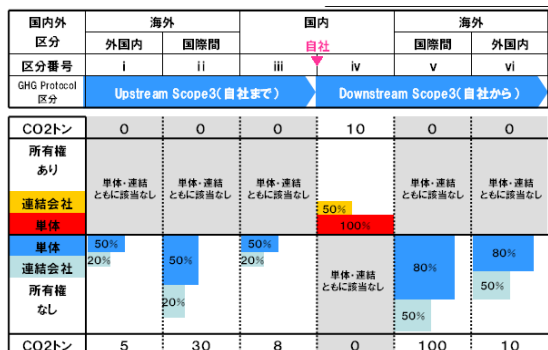 国内外 海外 国内 海外
区分 外国内 国際間 自社 国際間 外国内
区分番号 i ii iii iv v vi
GHG Protocol
区分 Upstream Scope3(自社まで) Downstream Scope3(自社から)
CO2トン 0 0 0 10 0 0
所有権
あり
単体・連結
ともに該当なし
単体・連結
ともに該当なし
単体・連結
ともに該当なし
単体・連結
ともに該当なし
単体・連結
ともに該当なし
連結会社 50%
単体 100%
単体 50% 50% 50% 80% 80%
連結会社 20% 20% 20% 50% 50%
所有権
なし
単体・連結
ともに該当なし
CO2トン 5 30 8 0 100 10